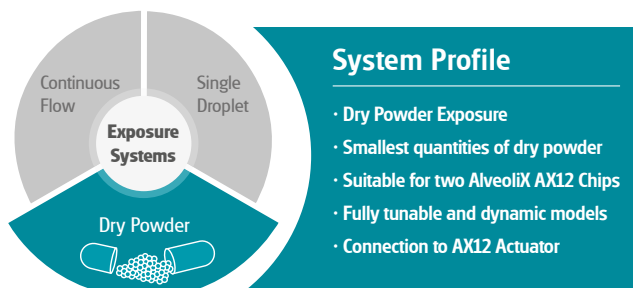 Continuous
Flow
Single
Droplet
Exposure
Systems
Dry Powder
System Profile
· Dry Powder Exposure
· Smallest quantities of dry powder
· Suitable for two AlveoliX AX12 Chips
· Fully tunable and dynamic models
· Connection to AX12 Actuator